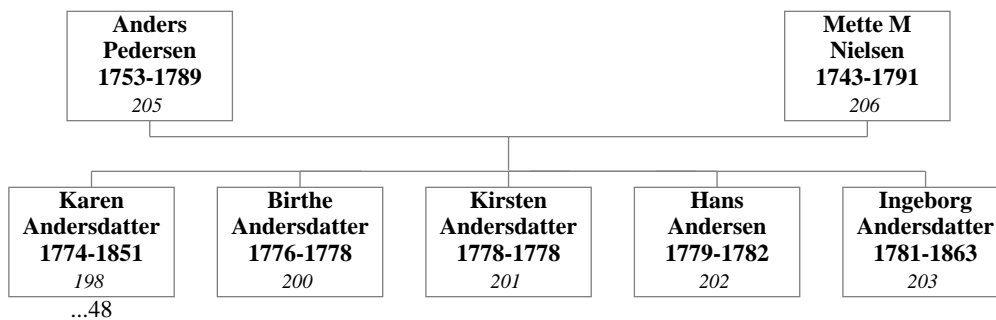 Anders
Pedersen
1753-1789
205
Mette M
Nielsen
1743-1791
206
Karen
Andersdatter
1774-1851
198
...48
Birthe
Andersdatter
1776-1778
200
Kirsten
Andersdatter
1778-1778
201
Hans
Andersen
1779-1782
202
Ingeborg
Andersdatter
1781-1863
203